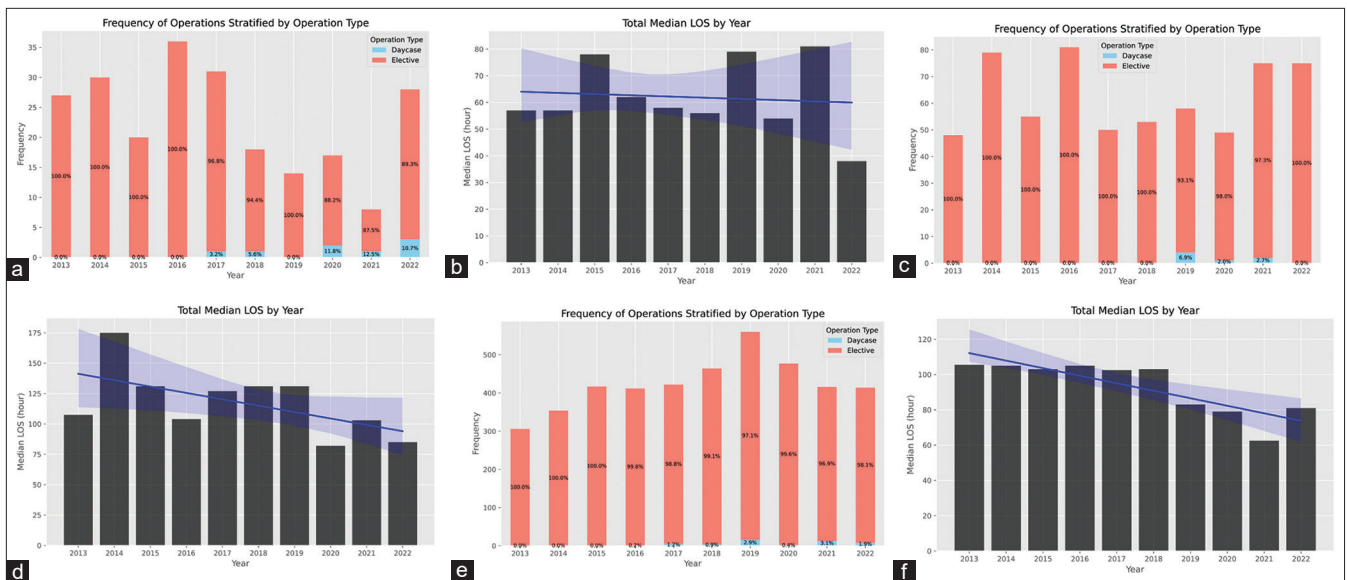 Frequency of Operations Stratified by Operation Type
Operation Type
Daycase
Elective
Frequency
35
30
25
20
15
10
5
0
100.0% 100.0% 100.0% 100.0% 96.8% 94.4% 100.0% 88.2% 87.5% 89.3%
0.0% 0.0% 0.0% 0.0% 3.2% 5.6% 0.0% 11.8% 12.5% 10.7%
2013 2014 2015 2016 2017 2018 2019 2020 2021 2022
Year
a
Total Median LOS by Year
Median LOS (hour)
80
70
60
50
40
30
20
10
0
2013 2014 2015 2016 2017 2018 2019 2020 2021 2022
Year
b
Frequency of Operations Stratified by Operation Type
Operation Type
Daycase
Elective
Frequency
80
70
60
50
40
30
20
10
0
100.0% 100.0% 100.0% 100.0% 100.0% 100.0% 93.1% 98.0% 97.3% 100.0%
0.0% 0.0% 0.0% 0.0% 0.0% 0.0% 6.9% 2.0% 2.7% 0.0%
2013 2014 2015 2016 2017 2018 2019 2020 2021 2022
Year
c
Total Median LOS by Year
Median LOS (hour)
175
150
125
100
75
50
25
0
2013 2014 2015 2016 2017 2018 2019 2020 2021 2022
Year
d
Frequency of Operations Stratified by Operation Type
Operation Type
Daycase
Elective
Frequency
500
400
300
200
100
0
100.0% 100.0% 100.0% 99.8% 98.8% 99.1% 97.1% 99.6% 96.9% 98.1%
0.0% 0.0% 0.0% 0.2% 1.2% 0.9% 2.9% 0.4% 3.1% 1.9%
2013 2014 2015 2016 2017 2018 2019 2020 2021 2022
Year
e
Total Median LOS by Year
Median LOS (hour)
120
100
80
60
40
20
0
2013 2014 2015 2016 2017 2018 2019 2020 2021 2022
Year
f